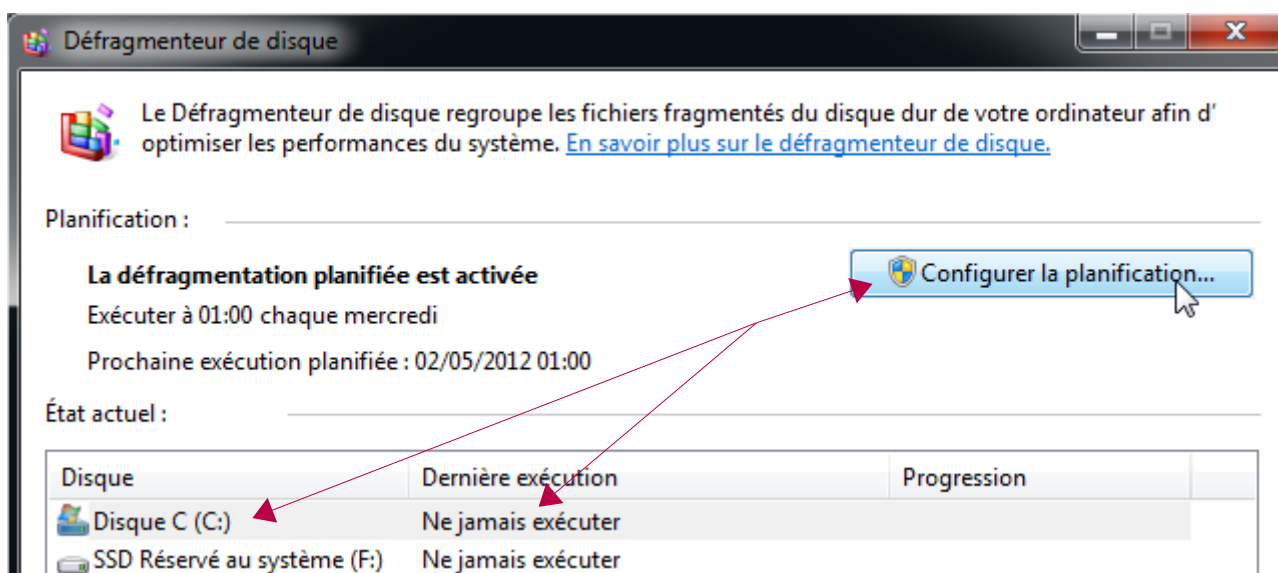 Défragmenteur de disque
Le Défragmenteur de disque regroupe les fichiers fragmentés du disque dur de votre ordinateur afin d'
optimiser les performances du système. En savoir plus sur le défragmenteur de disque.
Planification :
La défragmentation planifiée est activée
Configurer la planification...
Exécuter à 01:00 chaque mercredi
Prochaine exécution planifiée : 02/05/2012 01:00
État actuel :
Disque Dernière exécution Progression
Disque C (C:) Ne jamais exécuter
SSD Réservé au système (F:) Ne jamais exécuter